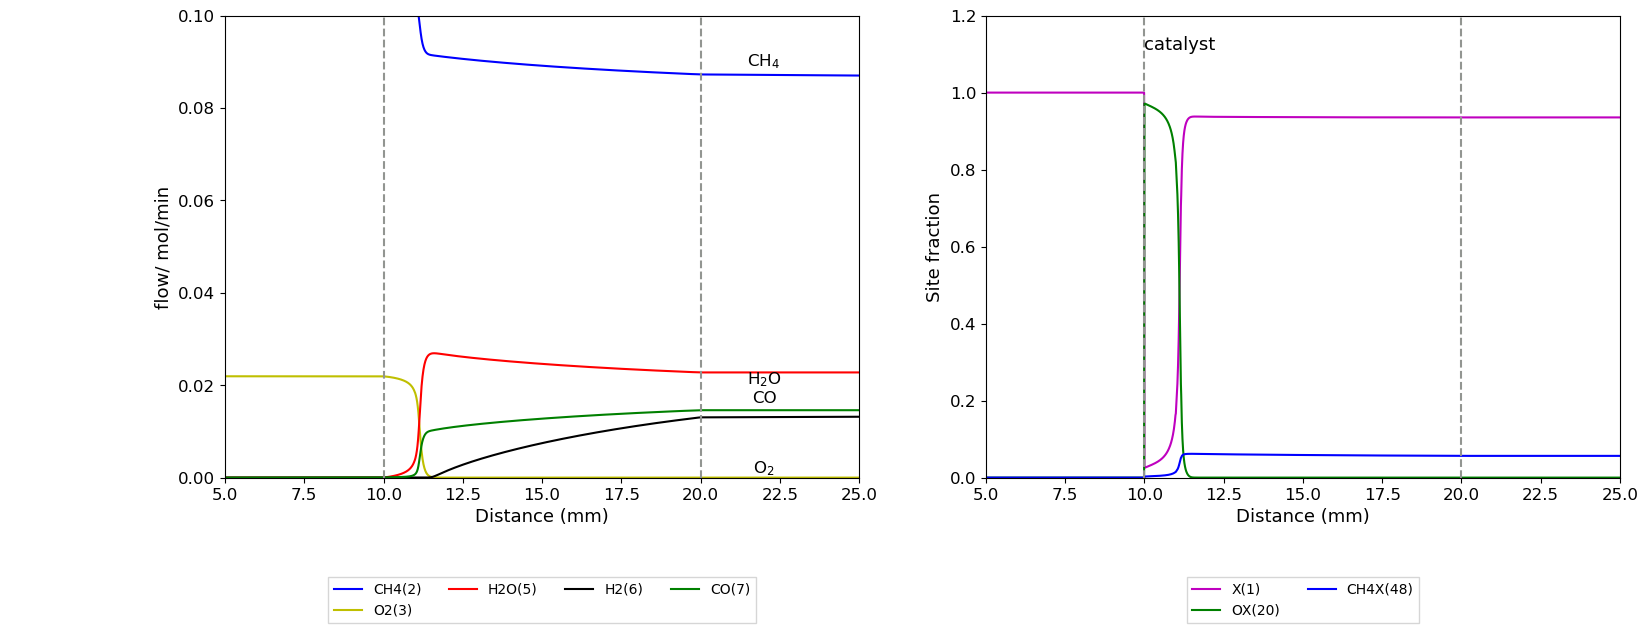 0.10
0.08
0.06
0.04
0.02
0.00
flow/ mol/min
CH₄
H₂O
CO
O₂
5.0 7.5 10.0 12.5 15.0 17.5 20.0 22.5 25.0
Distance (mm)
CH4(2) H2O(5) H2(6) CO(7)
O2(3)
1.2
1.0
0.8
0.6
0.4
0.2
0.0
Site fraction
catalyst
5.0 7.5 10.0 12.5 15.0 17.5 20.0 22.5 25.0
Distance (mm)
X(1) CH4X(48)
OX(20)